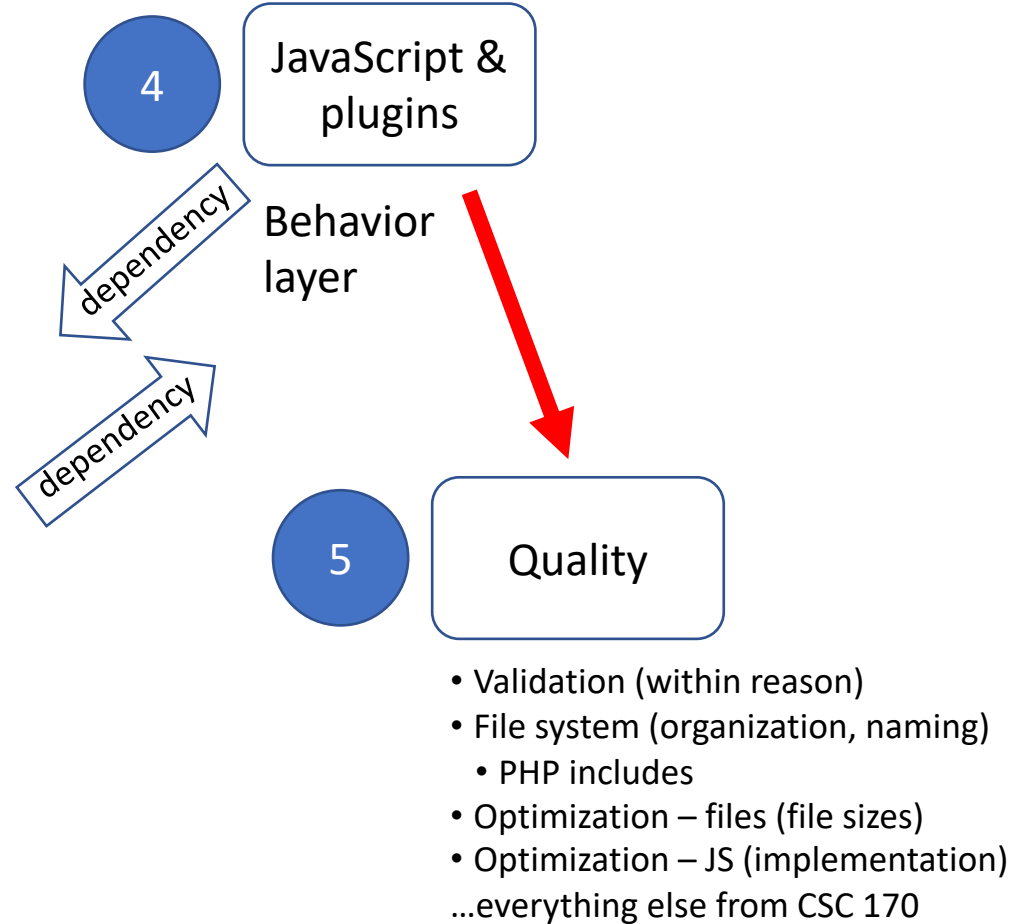 4
JavaScript &
plugins
dependency
Behavior
layer
dependency
5
Quality
• Validation (within reason)
• File system (organization, naming)
• PHP includes
• Optimization – files (file sizes)
• Optimization – JS (implementation)
…everything else from CSC 170